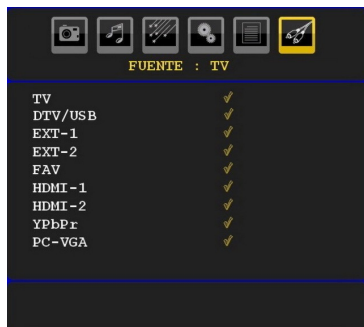 FUENTE : TV
TV
DTV/USB
EXT-1
EXT-2
FAV
HDMI-1
HDMI-2
YPbPr
PC-VGA